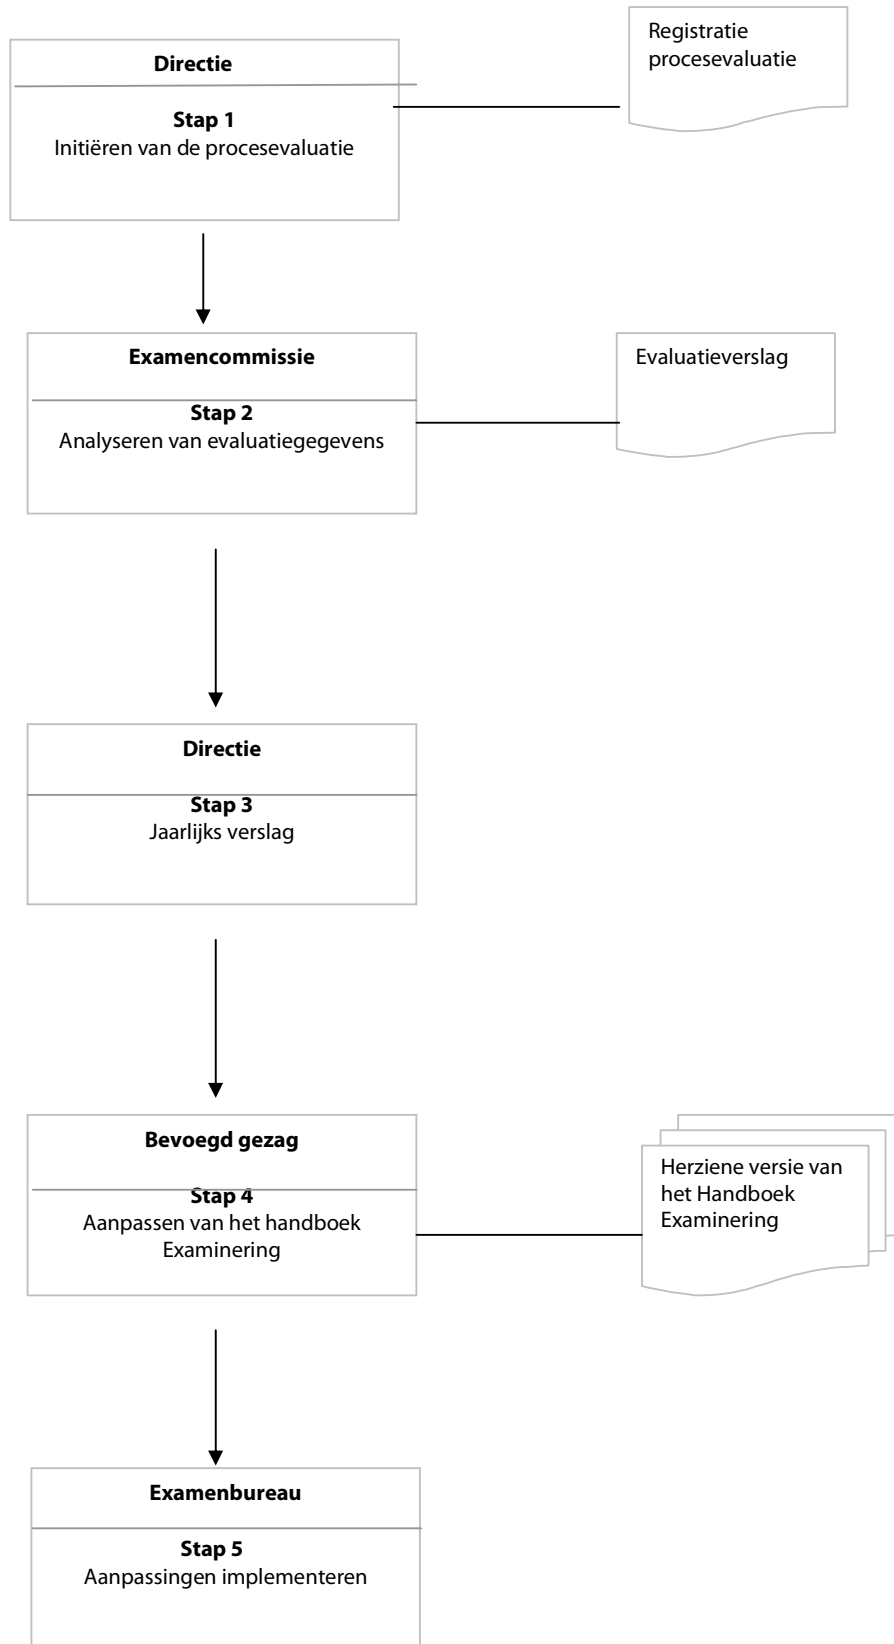 Directie
Stap 1
Initiëren van de procesevaluatie
Registratie
procesevaluatie
Examencommissie
Stap 2
Analyseren van evaluatiegegevens
Evaluatieverslag
Directie
Stap 3
Jaarlijks verslag
Bevoegd gezag
Stap 4
Aanpassen van het handboek
Examinering
Herziene versie van
het Handboek
Examinering
Examenbureau
Stap 5
Aanpassingen implementeren